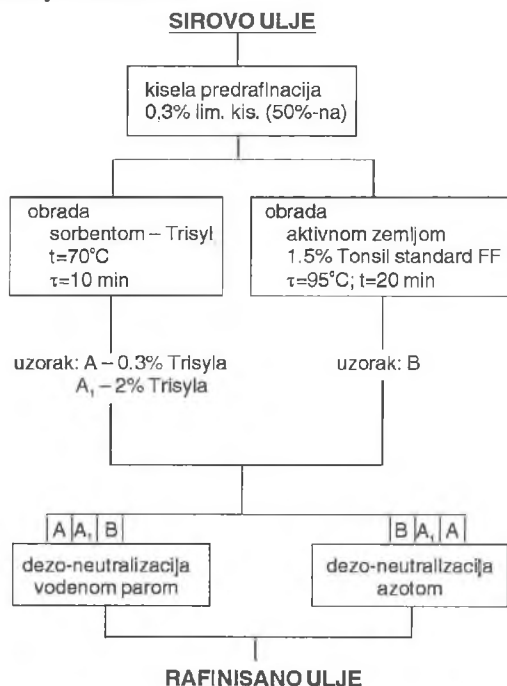 SIROVO ULJE
kisela predrafinacija
0,3% lim. kis. (50%-na)
obrada
sorbentom – Trisyl
t=70°C
τ=10 min
obrada
aktivnom zemljom
1.5% Tonsil standard FF
τ=95°C; t=20 min
uzorak: A – 0.3% Trisyla
A₁ – 2% Trisyla
uzorak: B
A A₁ B
B A₁ A
dezo-neutralizacija
vodenom parom
dezo-neutralizacija
azotom
RAFINISANO ULJE